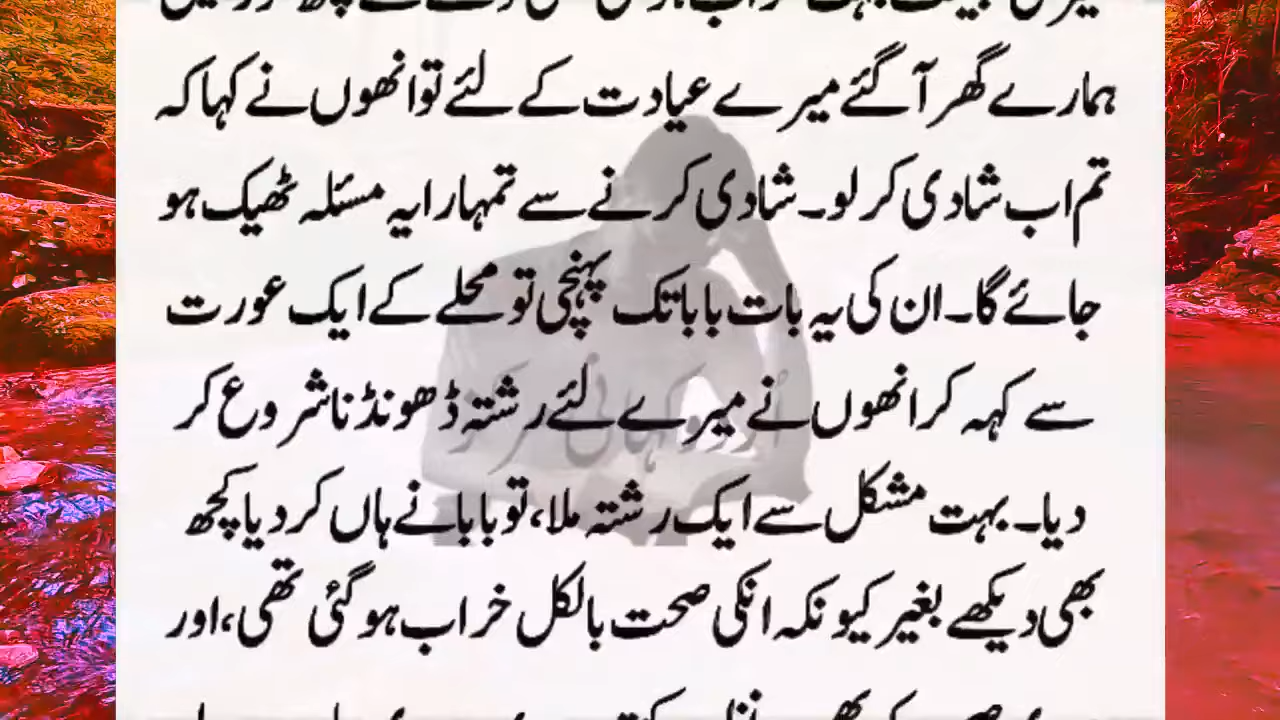 ہمارے گھر آگئے میرے عیادت کے لئے تو انھوں نے کہا کہ
تم اب شادی کر لو۔ شادی کرنے سے تمہارا یہ مسئلہ ٹھیک ہو
جائے گا۔ ان کی یہ بات بابا تک پہنچی تو محلے کے ایک عورت
سے کہہ کر انھوں نے میرے لئے رشتہ ڈھونڈنا شروع کر
اردو کہانی مرکز
دیا۔ بہت مشکل سے ایک رشتہ ملا، تو بابا نے ہاں کر دیا کچھ
بھی دیکھے بغیر کیونکہ انکی صحت بالکل خراب ہو گئی تھی، اور